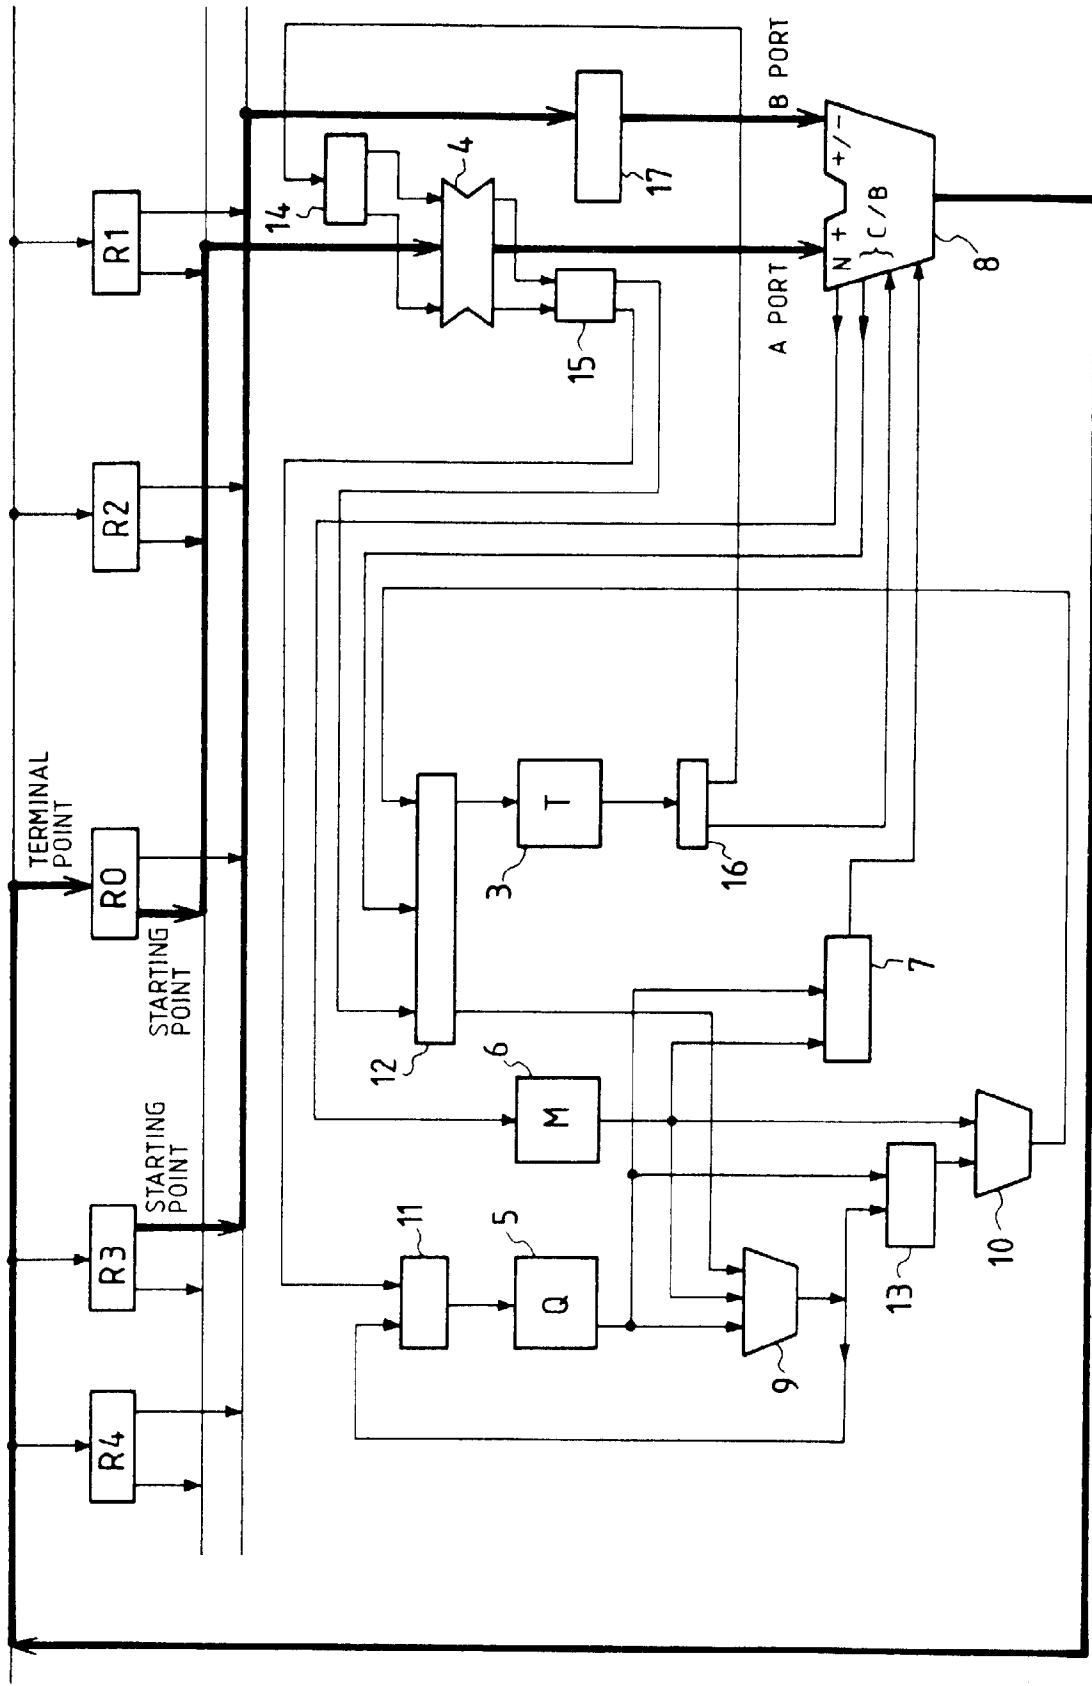 R4
R3
R0
R2
R1
TERMINAL
POINT
STARTING
POINT
STARTING
POINT
14
4
11
5
Q
6
M
12
3
T
15
17
16
9
13
10
7
A PORT
B PORT
N + +/-
} C/B
8